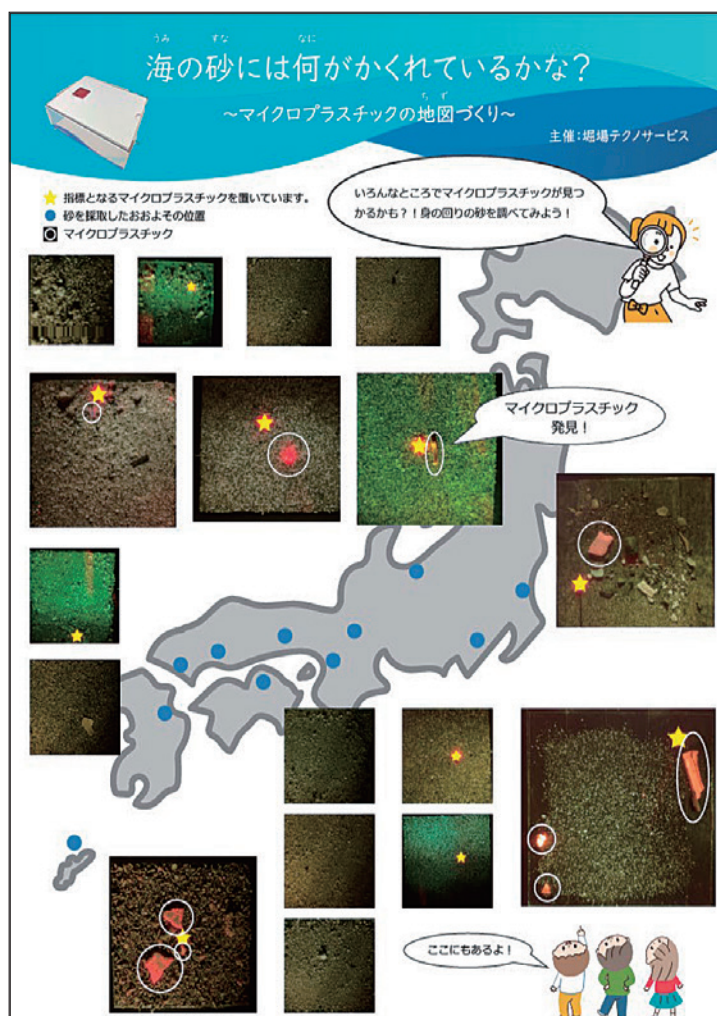 うみ すな なに
海の砂には何がかくれているかな？
ちず
～マイクロプラスチックの地図づくり～
主催：堀場テクノサービス
指標となるマイクロプラスチックを置いています。
砂を採取したおおよその位置
マイクロプラスチック
いろんなところでマイクロプラスチックが見つ
かるかも？！身の回りの砂を調べてみよう！
マイクロプラスチック
発見！
ここにもあるよ！